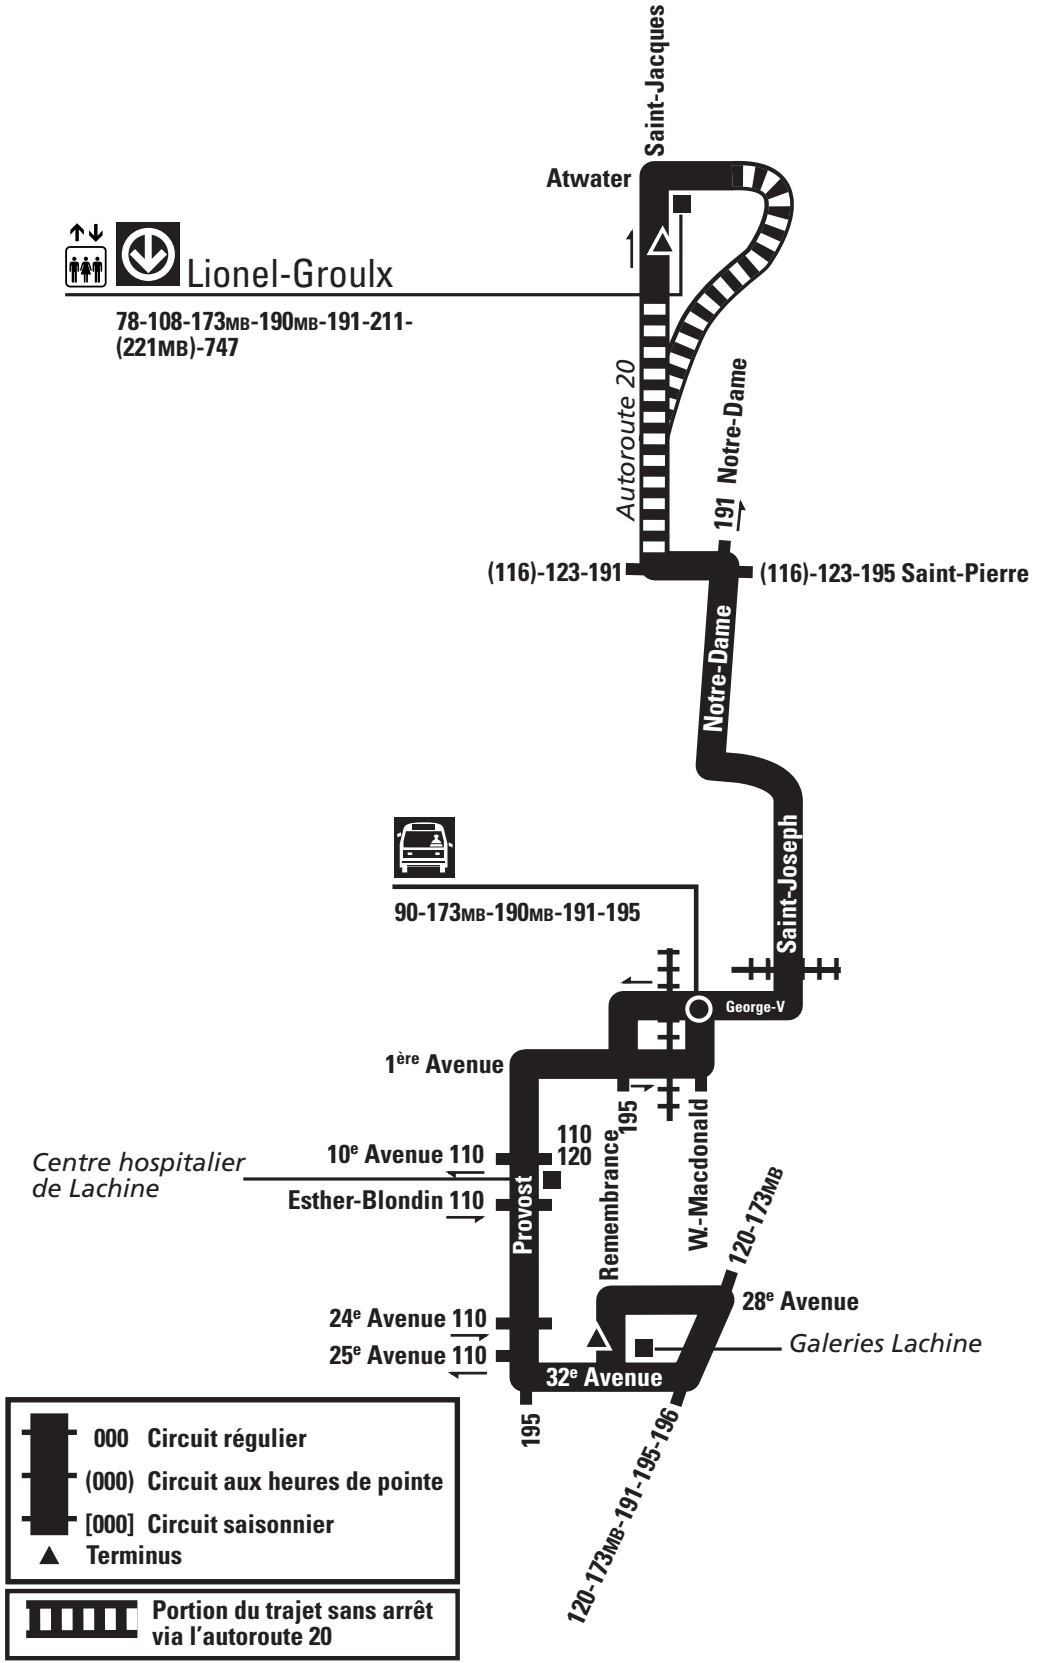 Saint-Jacques
Atwater
Lionel-Groulx
78-108-173MB-190MB-191-211-
(221MB)-747
Autoroute 20
191 Notre-Dame
(116)-123-191
(116)-123-195 Saint-Pierre
Notre-Dame
Saint-Joseph
90-173MB-190MB-191-195
George-V
1ère Avenue
195
Remembrance
W.-Macdonald
110
120
10e Avenue 110
Centre hospitalier
de Lachine
Esther-Blondin 110
Provost
120-173MB
28e Avenue
24e Avenue 110
Galeries Lachine
25e Avenue 110
32e Avenue
195
120-173MB-191-195-196
000 Circuit régulier
(000) Circuit aux heures de pointe
[000] Circuit saisonnier
Terminus
Portion du trajet sans arrêt
via l'autoroute 20